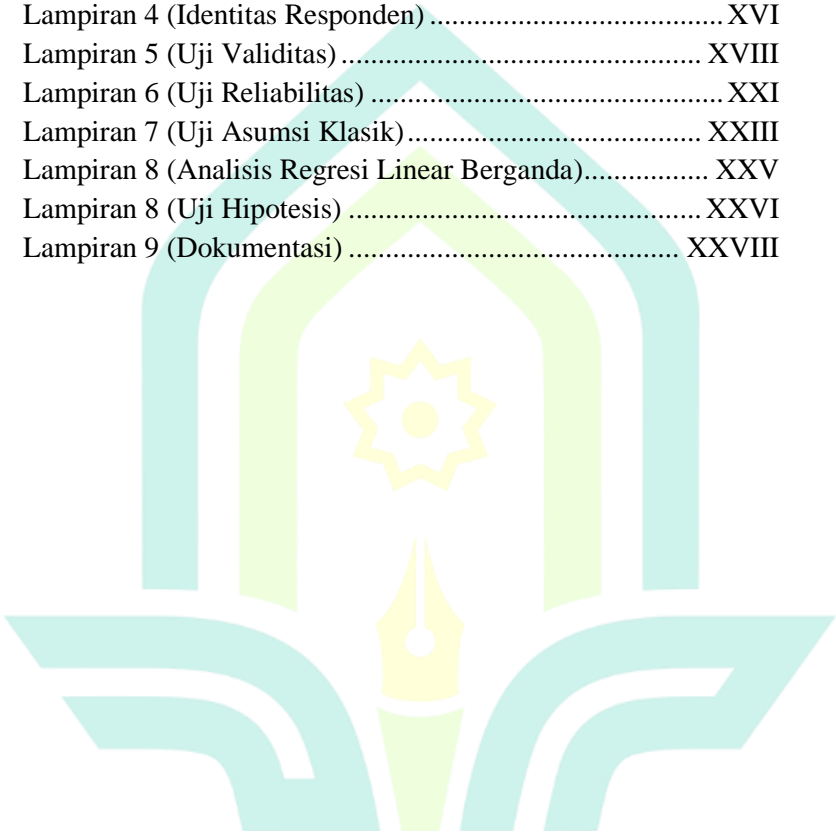 Lampiran 4 (Identitas Responden) ....................................... XVI
Lampiran 5 (Uji Validitas) ................................................. XVIII
Lampiran 6 (Uji Reliabilitas) ................................................ XXI
Lampiran 7 (Uji Asumsi Klasik) ........................................... XXIII
Lampiran 8 (Analisis Regresi Linear Berganda) ................. XXV
Lampiran 8 (Uji Hipotesis) ................................................ XXVI
Lampiran 9 (Dokumentasi) ............................................. XXVIII